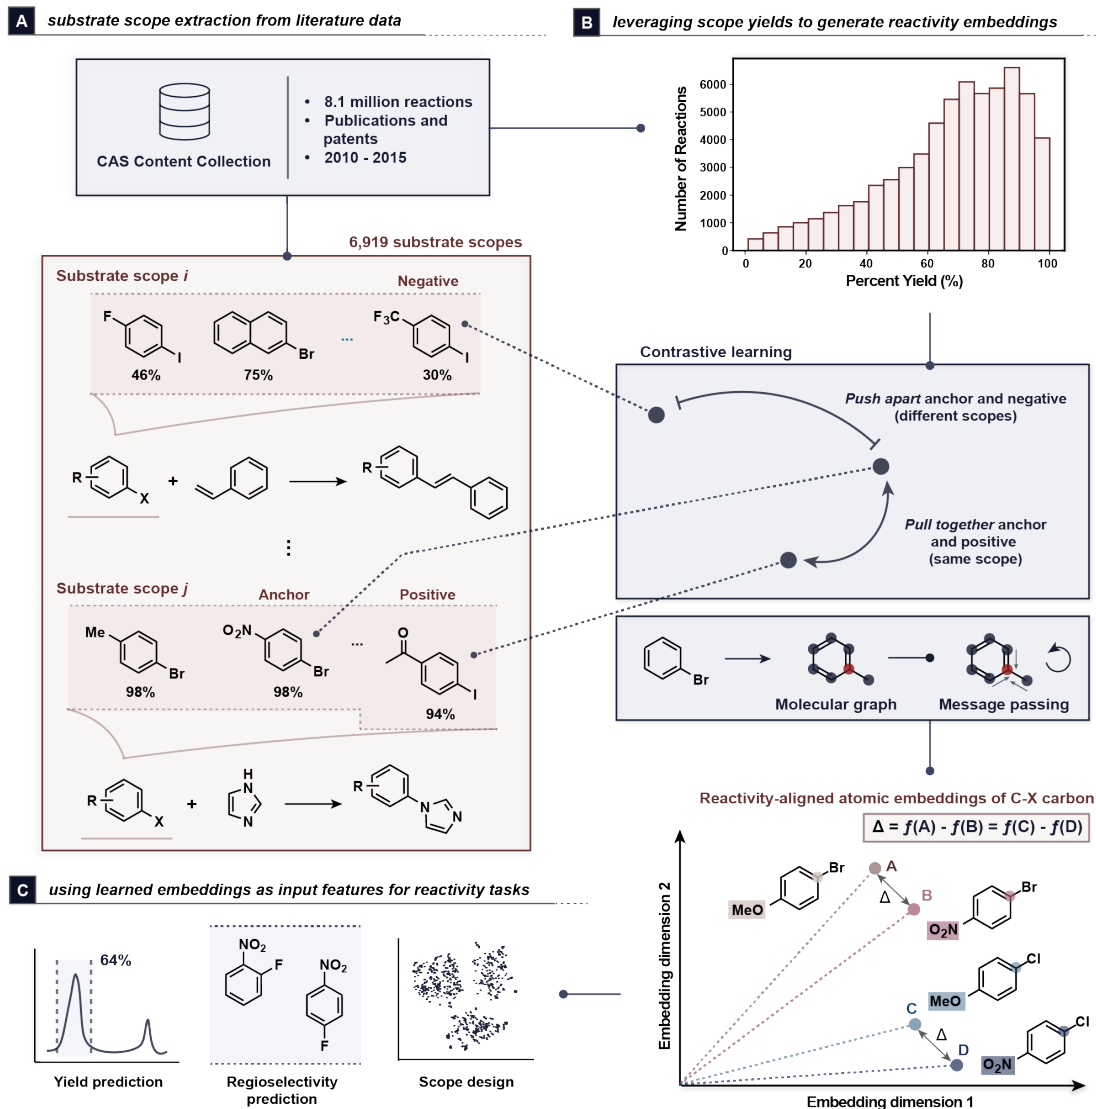 A substrate scope extraction from literature data
CAS Content Collection
• 8.1 million reactions
• Publications and
patents
• 2010 - 2015
6,919 substrate scopes
Substrate scope i
Negative
F
I
46%
Br
75%
...
F3C
I
30%
R
X
+
R
⋮
Substrate scope j
Anchor
Positive
Me
Br
98%
O2N
Br
98%
...
O
I
94%
R
X
+
H
N
N
R
N
N
B leveraging scope yields to generate reactivity embeddings
Number of Reactions
6000
5000
4000
3000
2000
1000
0
0 20 40 60 80 100
Percent Yield (%)
Contrastive learning
Push apart anchor and negative
(different scopes)
Pull together anchor
and positive
(same scope)
Br
Molecular graph
Message passing
Reactivity-aligned atomic embeddings of C-X carbon
Δ = f(A) - f(B) = f(C) - f(D)
Embedding dimension 2
MeO
Br
A
Δ
B
O2N
Br
MeO
Cl
C
Δ
D
O2N
Cl
Embedding dimension 1
C using learned embeddings as input features for reactivity tasks
64%
Yield prediction
NO2
F
NO2
F
Regioselectivity
prediction
Scope design